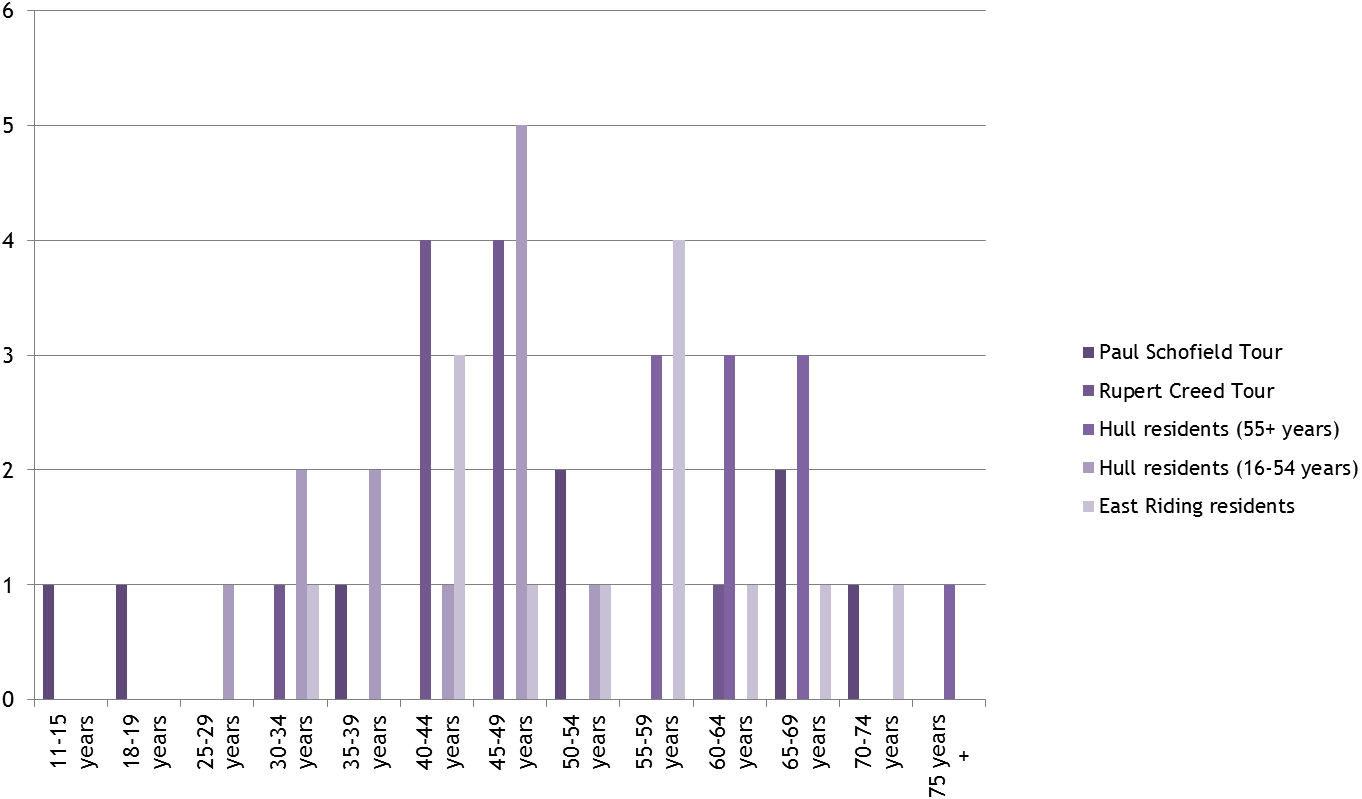 6
5
4
3
2
1
0
11-15
years
18-19
years
25-29
years
30-34
years
35-39
years
40-44
years
45-49
years
50-54
years
55-59
years
60-64
years
65-69
years
70-74
years
75 years
+
Paul Schofield Tour
Rupert Creed Tour
Hull residents (55+ years)
Hull residents (16-54 years)
East Riding residents